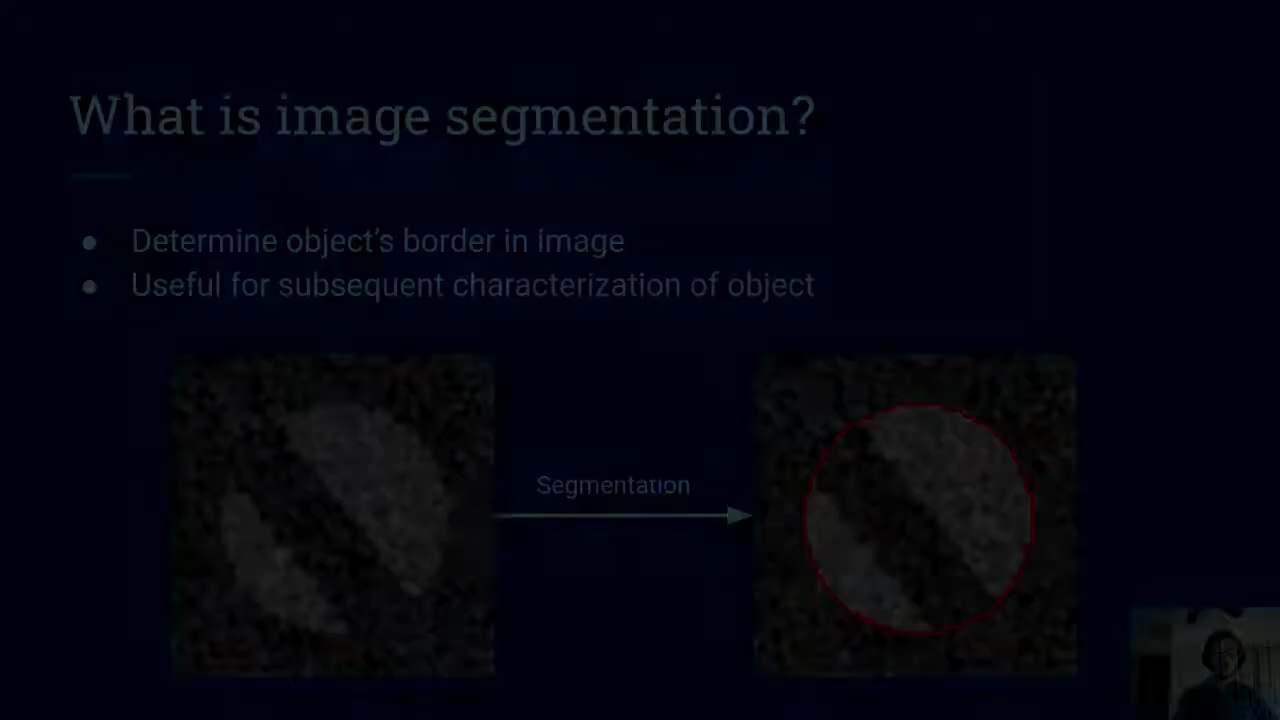 What is image segmentation?
● Determine object's border in image
● Useful for subsequent characterization of object
Segmentation